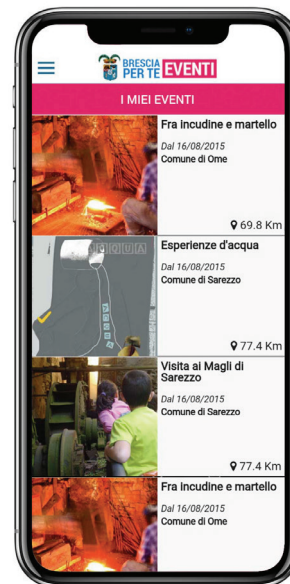 BRESCIA
PER TE EVENTI
I MIEI EVENTI
Fra incudine e martello
Dal 16/08/2015
Comune di Ome
69.8 Km
Esperienze d'acqua
Dal 16/08/2015
Comune di Sarezzo
77.4 Km
Visita ai Magli di
Sarezzo
Dal 16/08/2015
Comune di Sarezzo
77.4 Km
Fra incudine e martello
Dal 16/08/2015
Comune di Ome